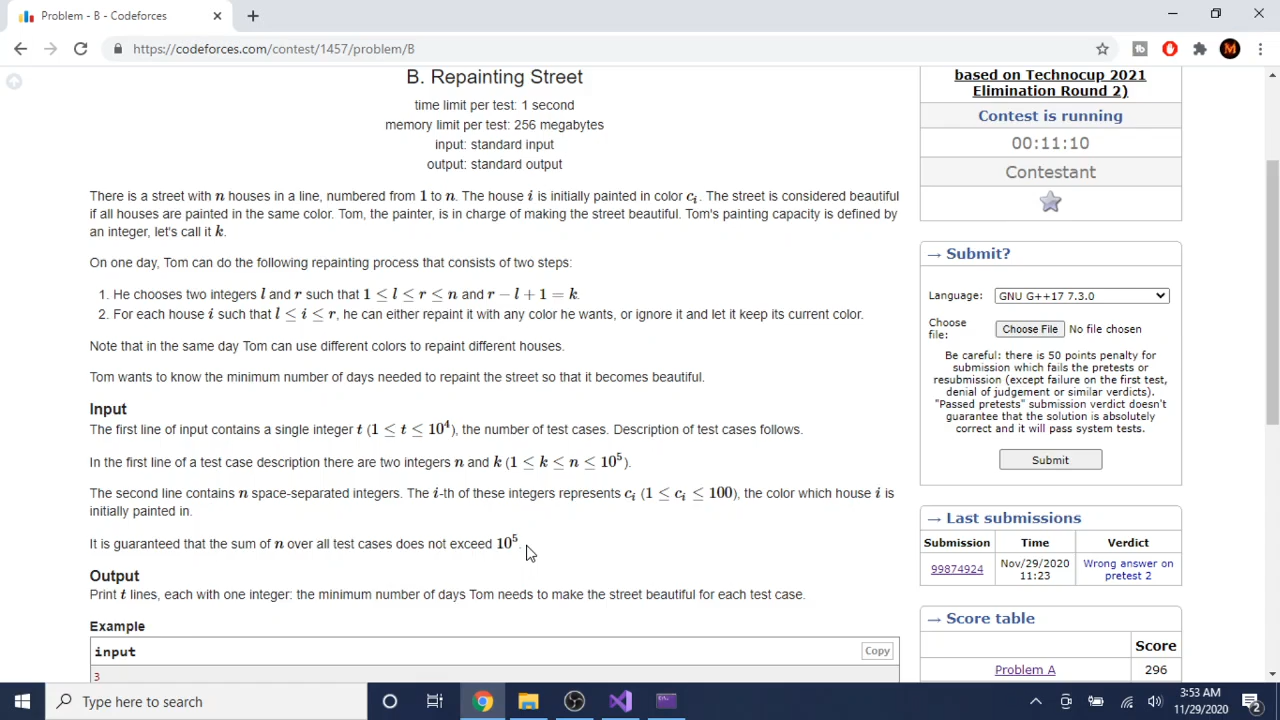 Problem - B - Codeforces
https://codeforces.com/contest/1457/problem/B
M
B. Repainting Street
time limit per test: 1 second
memory limit per test: 256 megabytes
input: standard input
output: standard output
There is a street with n houses in a line, numbered from 1 to n. The house i is initially painted in color c_i. The street is considered beautiful
if all houses are painted in the same color. Tom, the painter, is in charge of making the street beautiful. Tom's painting capacity is defined by
an integer, let's call it k.
On one day, Tom can do the following repainting process that consists of two steps:
1. He chooses two integers l and r such that 1 ≤ l ≤ r ≤ n and r − l + 1 = k.
2. For each house i such that l ≤ i ≤ r, he can either repaint it with any color he wants, or ignore it and let it keep its current color.
Note that in the same day Tom can use different colors to repaint different houses.
Tom wants to know the minimum number of days needed to repaint the street so that it becomes beautiful.
Input
The first line of input contains a single integer t (1 ≤ t ≤ 10^4), the number of test cases. Description of test cases follows.
In the first line of a test case description there are two integers n and k (1 ≤ k ≤ n ≤ 10^5).
The second line contains n space-separated integers. The i-th of these integers represents c_i (1 ≤ c_i ≤ 100), the color which house i is
initially painted in.
It is guaranteed that the sum of n over all test cases does not exceed 10^5.
Output
Print t lines, each with one integer: the minimum number of days Tom needs to make the street beautiful for each test case.
Example
input
Copy
3
based on Technocup 2021
Elimination Round 2)
Contest is running
00:11:10
Contestant
→ Submit?
Language: GNU G++17 7.3.0
Choose
file:
Choose File No file chosen
Be careful: there is 50 points penalty for
submission which fails the pretests or
resubmission (except failure on the first test,
denial of judgement or similar verdicts).
"Passed pretests" submission verdict doesn't
guarantee that the solution is absolutely
correct and it will pass system tests.
Submit
→ Last submissions
Submission Time Verdict
99874924 Nov/29/2020 Wrong answer on
11:23 pretest 2
→ Score table
Score
Problem A 296
Type here to search
3:53 AM
11/29/2020
2